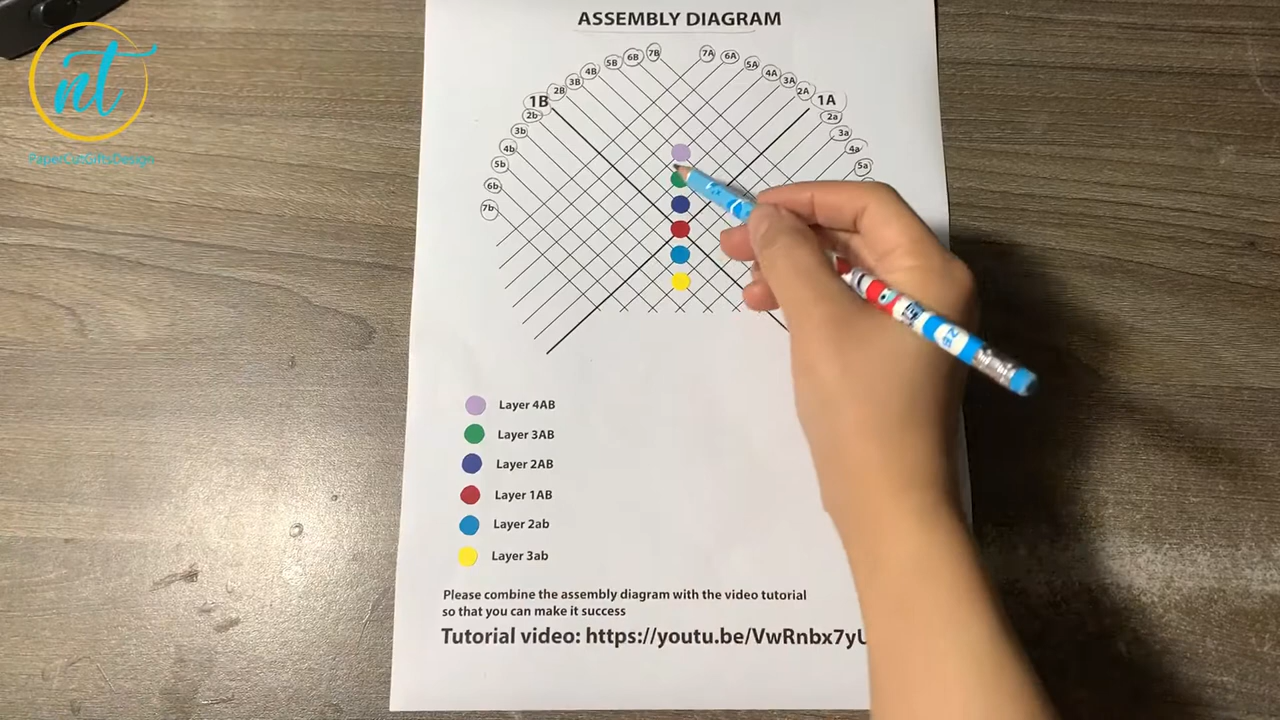 ASSEMBLY DIAGRAM
nt
PaperCutGiftsDesign
7B 7A
6B 6A
5B 5A
4B 4A
3B 3A
2B 2A
1B 1A
2b 2a
3b 3a
4b 4a
5b 5a
6b
7b
Layer 4AB
Layer 3AB
Layer 2AB
Layer 1AB
Layer 2ab
Layer 3ab
Please combine the assembly diagram with the video tutorial
so that you can make it success
Tutorial video: https://youtu.be/VwRnbx7yU